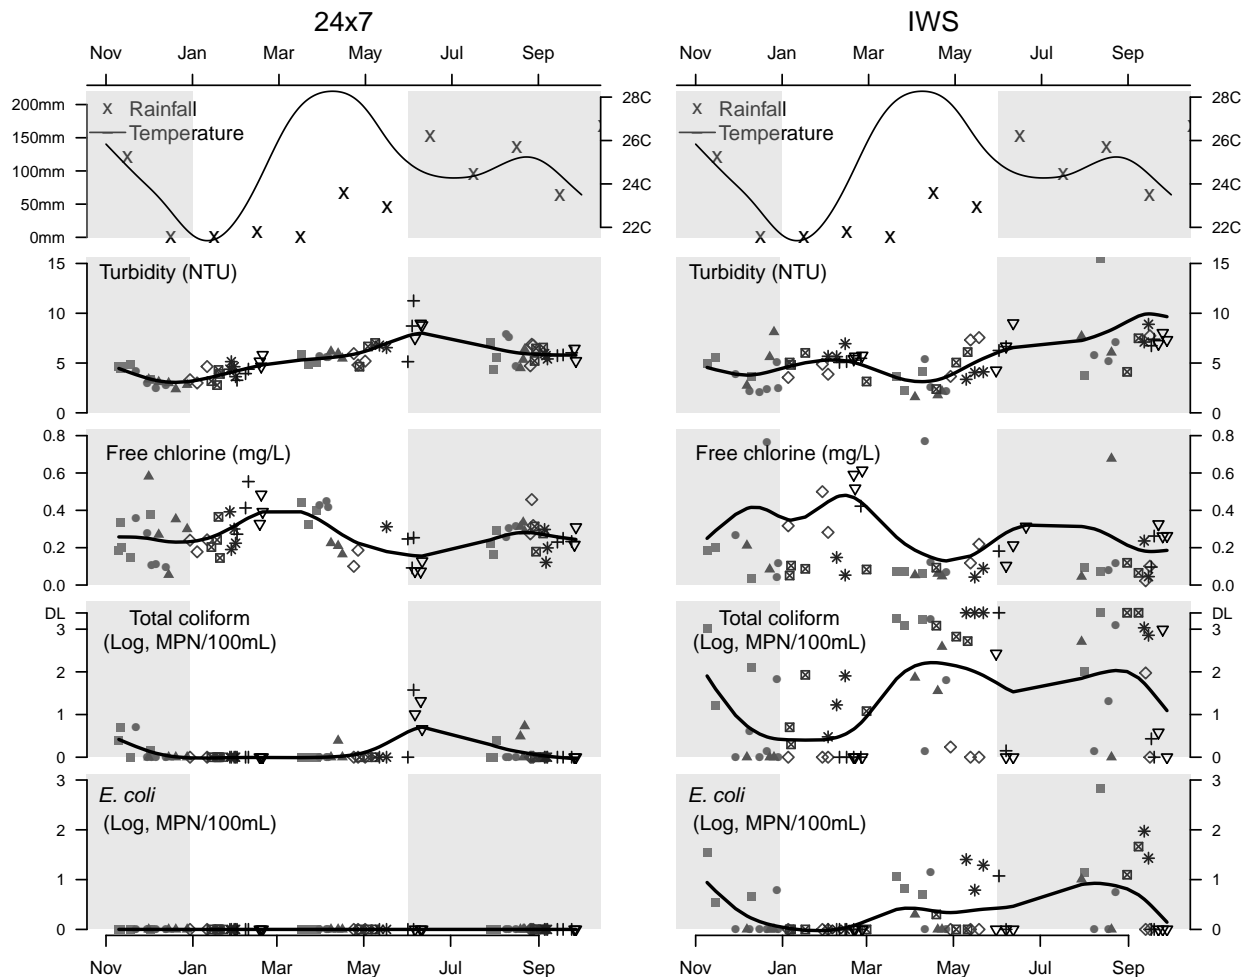 24x7 IWS
Nov Jan Mar May Jul Sep Nov Jan Mar May Jul Sep
200mm x Rainfall 28C x Rainfall 28C
150mm Temperature 26C Temperature 26C
100mm 24C 24C
50mm 22C 22C
0mm
15 Turbidity (NTU) Turbidity (NTU) 15
10 10
5 5
0 0
0.8 Free chlorine (mg/L) Free chlorine (mg/L) 0.8
0.6 0.6
0.4 0.4
0.2 0.2
0.0 0.0
DL Total coliform Total coliform DL
3 (Log, MPN/100mL) (Log, MPN/100mL) 3
2 2
1 1
0 0
3 E. coli E. coli 3
(Log, MPN/100mL) (Log, MPN/100mL)
2 2
1 1
0 0
Nov Jan Mar May Jul Sep Nov Jan Mar May Jul Sep